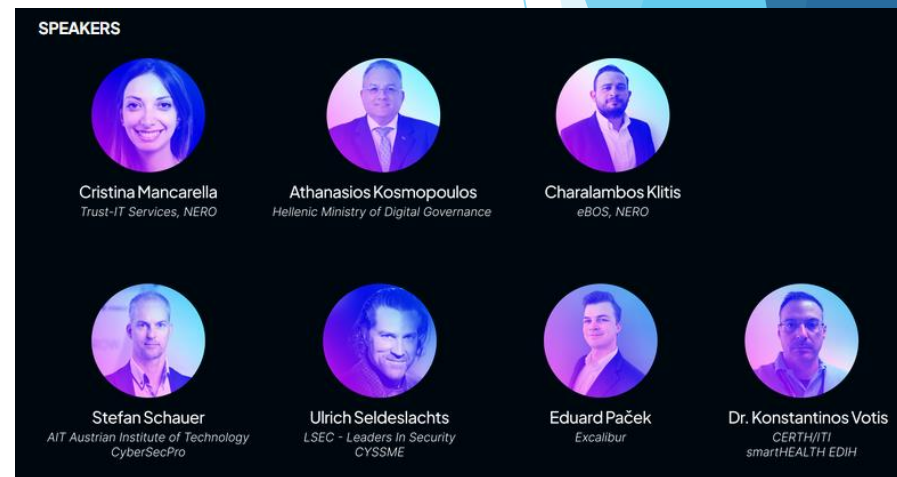 SPEAKERS
Cristina Mancarella
Trust-IT Services, NERO
Athanasios Kosmopoulos
Hellenic Ministry of Digital Governance
Charalambos Klitis
eBOS, NERO
Stefan Schauer
AIT Austrian Institute of Technology
CyberSecPro
Ulrich Seldeslachts
LSEC - Leaders In Security
CYSSME
Eduard Paček
Excalibur
Dr. Konstantinos Votis
CERTH/ITI
smartHEALTH EDIH